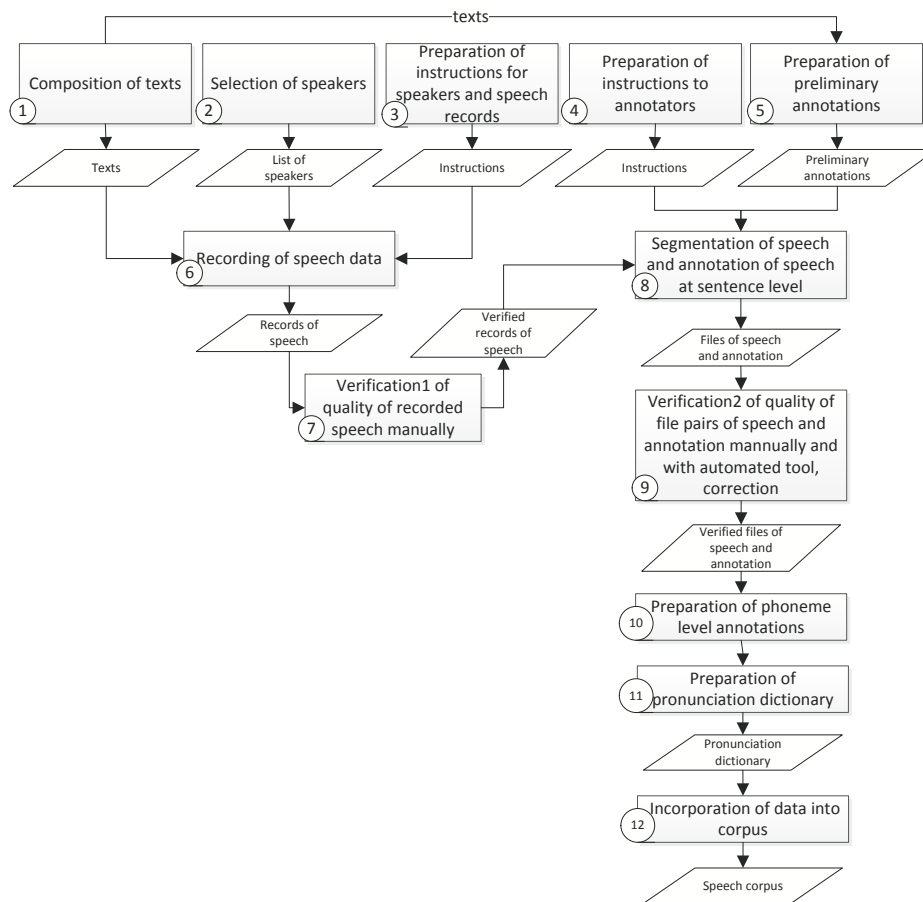 texts
Composition of texts
1
Selection of speakers
2
Preparation of
instructions for
speakers and speech
records
3
Preparation of
instructions to
annotators
4
Preparation of
preliminary
annotations
5
Texts
List of
speakers
Instructions
Instructions
Preliminary
annotations
Recording of speech data
6
Segmentation of speech
and annotation of speech
at sentence level
8
Records of
speech
Verified
records of
speech
Files of speech
and annotation
Verification1 of
quality of recorded
speech manually
7
Verification2 of quality of
file pairs of speech and
annotation mannually and
with automated tool,
correction
9
Verified files of
speech and
annotation
Preparation of phoneme
level annotations
10
Preparation of
pronunciation dictionary
11
Pronunciation
dictionary
Incorporation of data into
corpus
12
Speech corpus